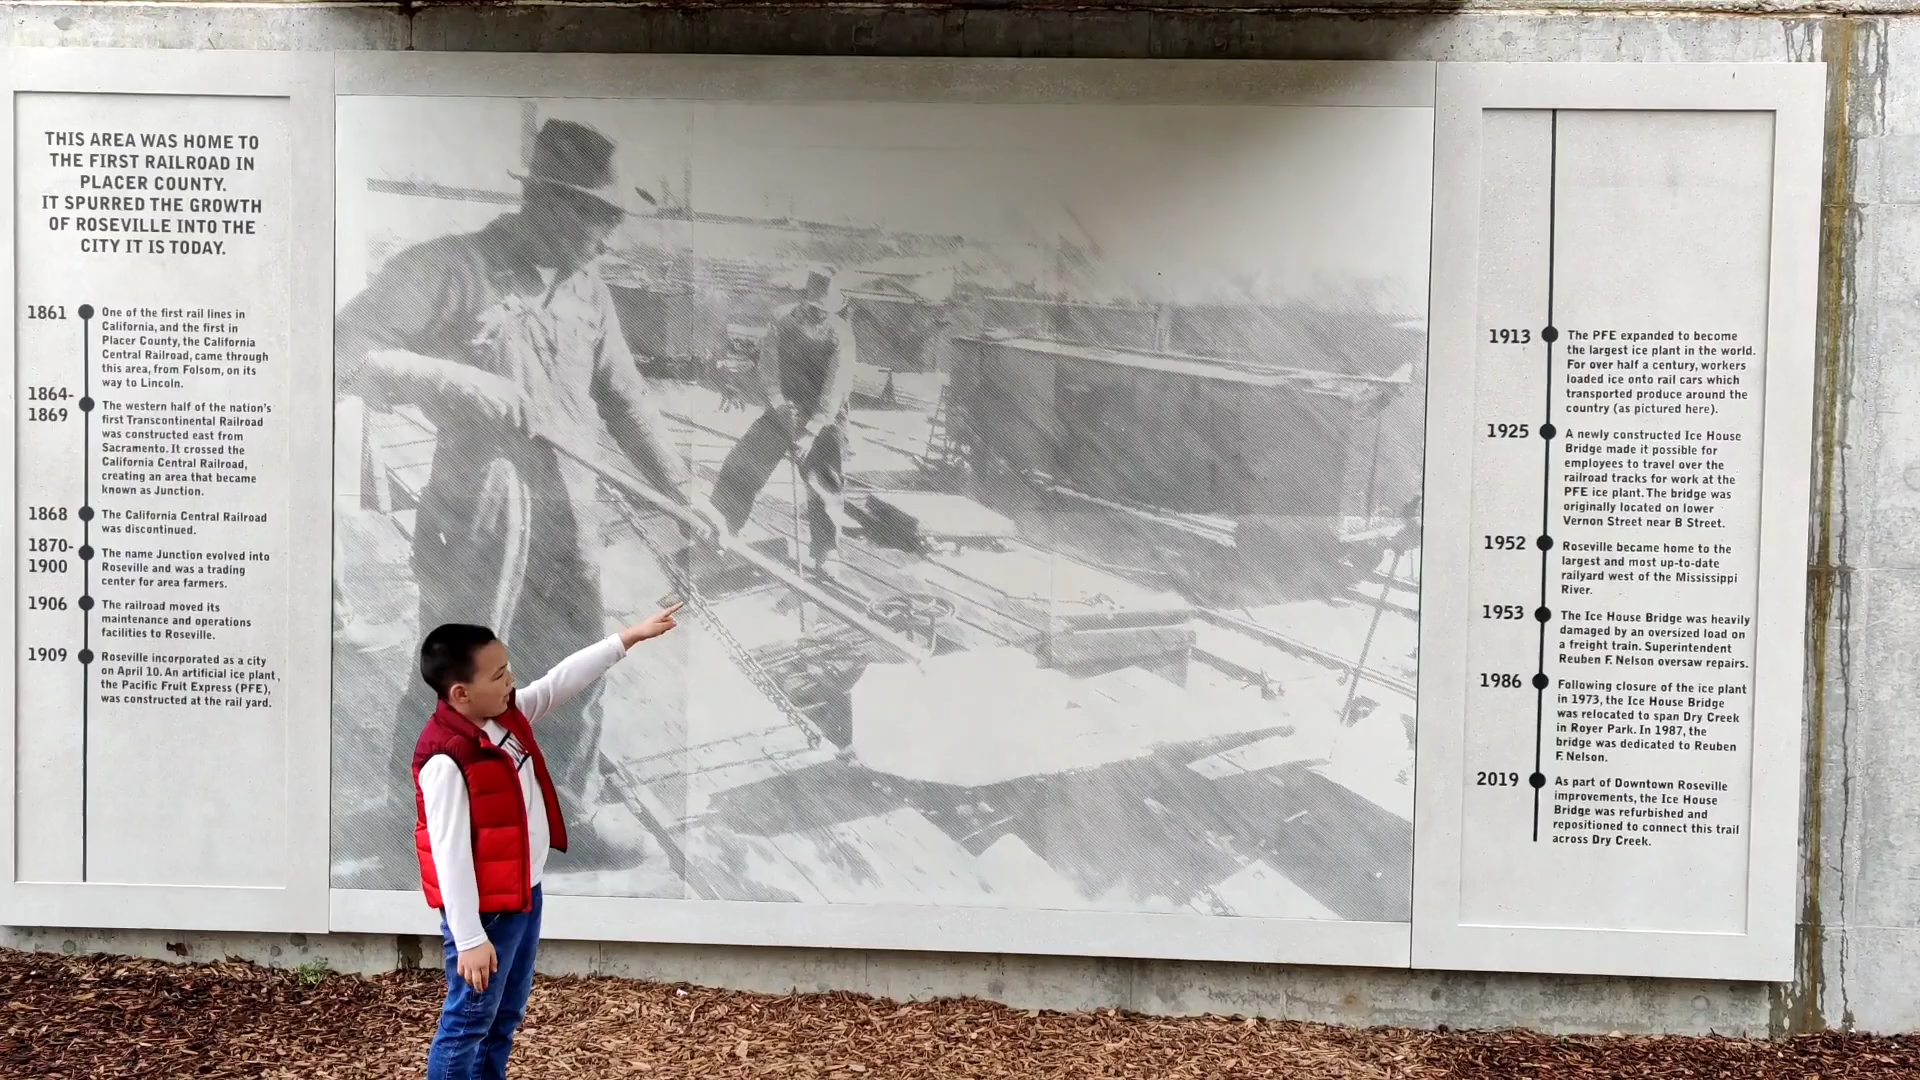 THIS AREA WAS HOME TO
THE FIRST RAILROAD IN
PLACER COUNTY.
IT SPURRED THE GROWTH
OF ROSEVILLE INTO THE
CITY IT IS TODAY.
1861
One of the first rail lines in
California, and the first in
Placer County, the California
Central Railroad, came through
this area, from Folsom, on its
way to Lincoln.
1864-
1869
The western half of the nation's
first Transcontinental Railroad
was constructed east from
Sacramento. It crossed the
California Central Railroad,
creating an area that became
known as Junction.
1868
The California Central Railroad
was discontinued.
1870-
1900
The name Junction evolved into
Roseville and was a trading
center for area farmers.
1906
The railroad moved its
maintenance and operations
facilities to Roseville.
1909
Roseville incorporated as a city
on April 10. An artificial ice plant,
the Pacific Fruit Express (PFE),
was constructed at the rail yard.
1913
The PFE expanded to become
the largest ice plant in the world.
For over half a century, workers
loaded ice onto rail cars which
transported produce around the
country (as pictured here).
1925
A newly constructed Ice House
Bridge made it possible for
employees to travel over the
railroad tracks for work at the
PFE ice plant. The bridge was
originally located on lower
Vernon Street near B Street.
1952
Roseville became home to the
largest and most up-to-date
railyard west of the Mississippi
River.
1953
The Ice House Bridge was heavily
damaged by an oversized load on
a freight train. Superintendent
Reuben F. Nelson oversaw repairs.
1986
Following closure of the ice plant
in 1973, the Ice House Bridge
was relocated to span Dry Creek
in Royer Park. In 1987, the
bridge was dedicated to Reuben
F. Nelson.
2019
As part of Downtown Roseville
improvements, the Ice House
Bridge was refurbished and
repositioned to connect this trail
across Dry Creek.